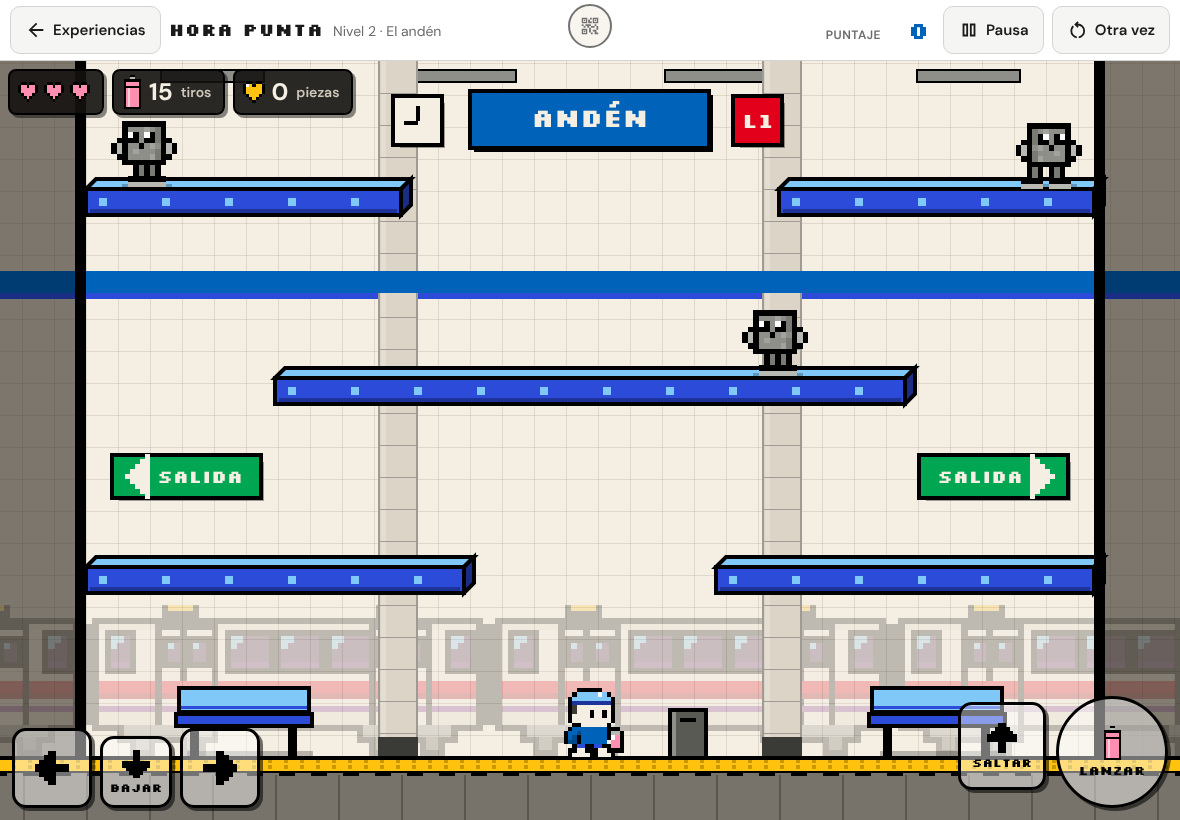 Experiencias
HORA PUNTA
Nivel 2 · El andén
PUNTAJE 0
Pausa
Otra vez
15 tiros
0 piezas
ANDÉN
L1
SALIDA
SALIDA
BAJAR
SALTAR
LANZAR